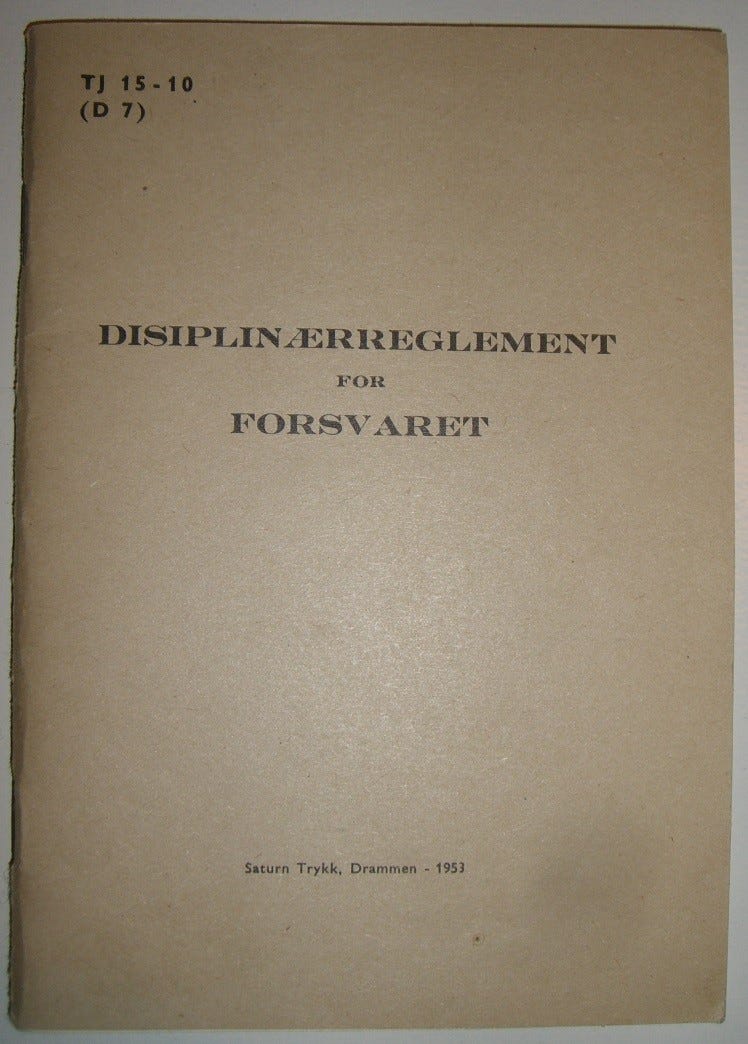 TJ 15-10
(D 7)
DISIPLINÆRREGLEMENT
FOR
FORSVARET
Saturn Trykk, Drammen - 1953